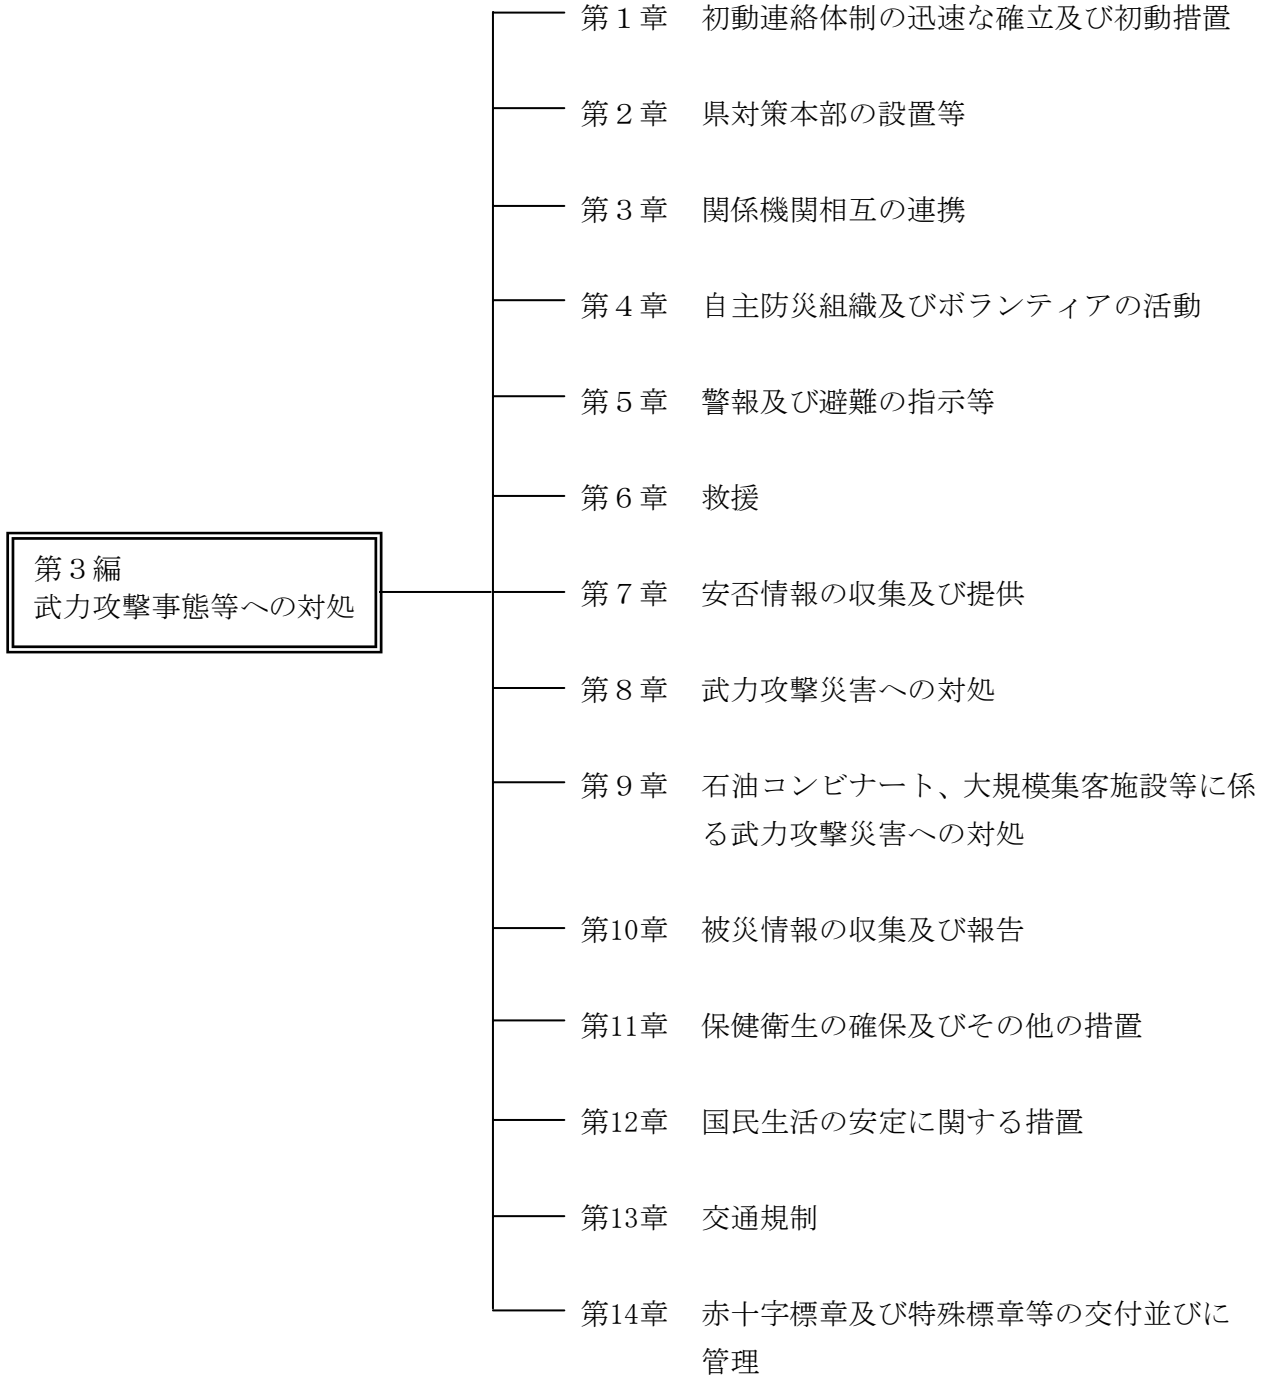 第１章　初動連絡体制の迅速な確立及び初動措置
第２章　県対策本部の設置等
第３章　関係機関相互の連携
第４章　自主防災組織及びボランティアの活動
第５章　警報及び避難の指示等
第６章　救援
第３編
武力攻撃事態等への対処
第７章　安否情報の収集及び提供
第８章　武力攻撃災害への対処
第９章　石油コンビナート、大規模集客施設等に係
る武力攻撃災害への対処
第10章　被災情報の収集及び報告
第11章　保健衛生の確保及びその他の措置
第12章　国民生活の安定に関する措置
第13章　交通規制
第14章　赤十字標章及び特殊標章等の交付並びに
管理